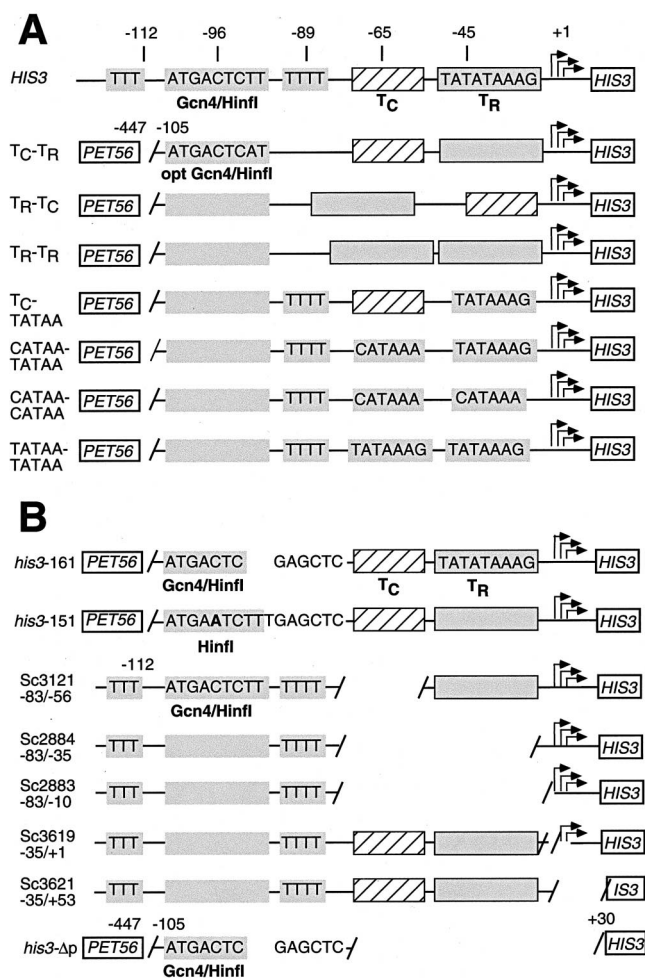 A
-112 -96 -89 -65 -45 +1
HIS3 TTT ATGACTCTT TTTT TATATAAAG HIS3
Gcn4/HinfI TC TR
-447 -105
TC-TR PET56 ATGACTCAT HIS3
opt Gcn4/HinfI
TR-TC PET56 HIS3
TR-TR PET56 HIS3
TC-TATAA PET56 TTTT TATAAAG HIS3
CATAA-TATAA PET56 TTTT CATAAA TATAAAG HIS3
CATAA-CATAA PET56 TTTT CATAAA CATAAA HIS3
TATAA-TATAA PET56 TTTT TATAAAG TATAAAG HIS3
B
his3-161 PET56 ATGACTC GAGCTC TATATAAAG HIS3
Gcn4/HinfI TC TR
his3-151 PET56 ATGAATCTTTGAGCTC HIS3
HinfI
-112
Sc3121 -83/-56 TTT ATGACTCTT TTTT HIS3
Gcn4/HinfI
Sc2884 -83/-35 TTT TTTT HIS3
Sc2883 -83/-10 TTT TTTT HIS3
Sc3619 -35/+1 TTT TTTT HIS3
Sc3621 -35/+53 TTT TTTT IS3
-447 -105 +30
his3-Δp PET56 ATGACTC GAGCTC HIS3
Gcn4/HinfI